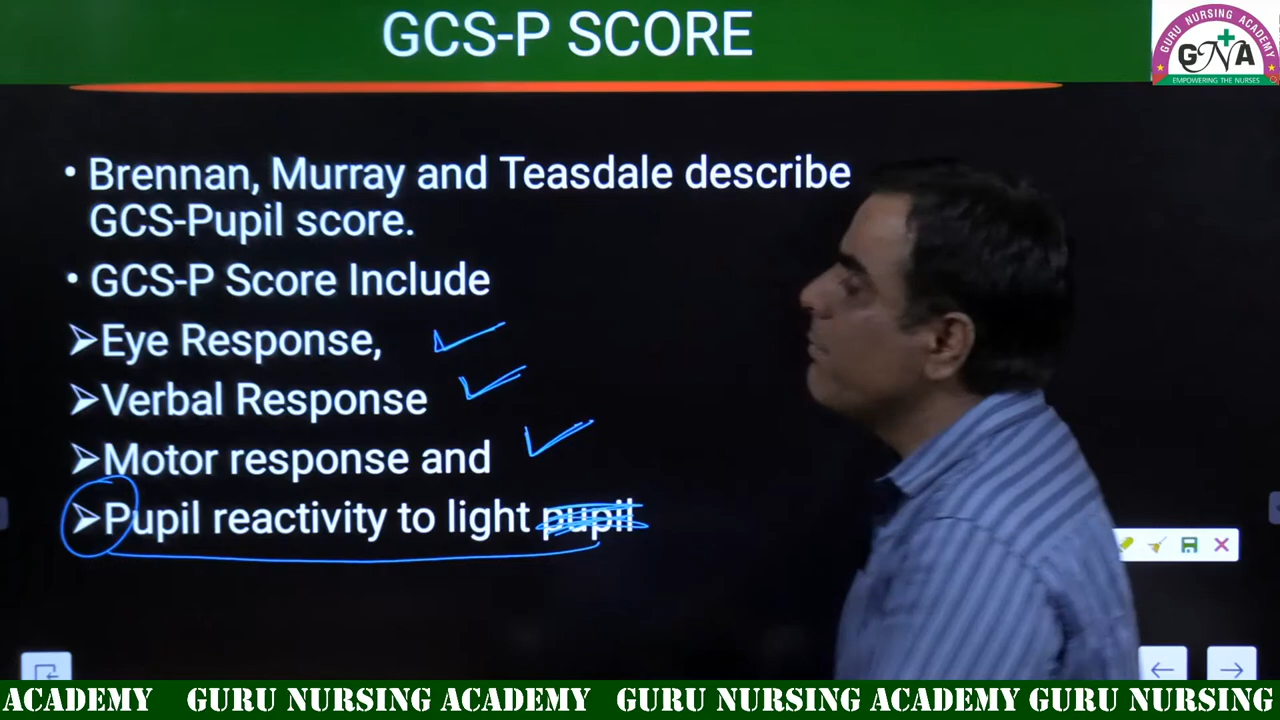 GCS-P SCORE
GURU NURSING ACADEMY
GNA
EMPOWERING THE NURSES
• Brennan, Murray and Teasdale describe
GCS-Pupil score.
• GCS-P Score Include
➢Eye Response,
➢Verbal Response
➢Motor response and
➢Pupil reactivity to light pupil
ACADEMY GURU NURSING ACADEMY GURU NURSING ACADEMY GURU NURSING